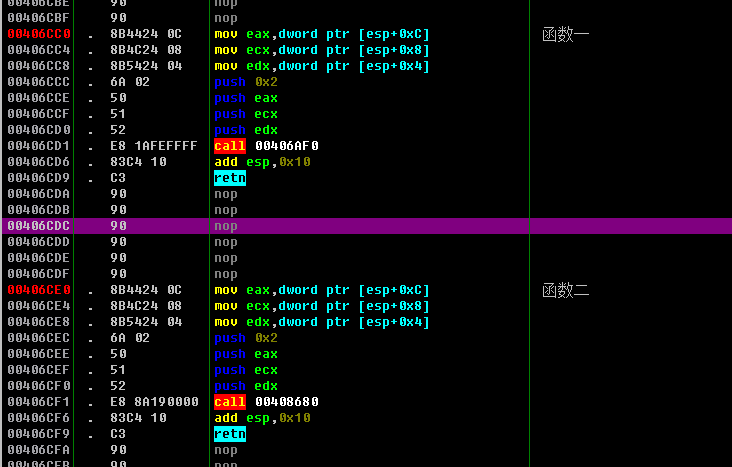 00406CBE 90 nop
00406CBF 90 nop
00406CC0 . 8B4424 0C mov eax,dword ptr [esp+0xC] 函数一
00406CC4 . 8B4C24 08 mov ecx,dword ptr [esp+0x8]
00406CC8 . 8B5424 04 mov edx,dword ptr [esp+0x4]
00406CCC . 6A 02 push 0x2
00406CCE . 50 push eax
00406CCF . 51 push ecx
00406CD0 . 52 push edx
00406CD1 . E8 1AFEFFFF call 00406AF0
00406CD6 . 83C4 10 add esp,0x10
00406CD9 . C3 retn
00406CDA 90 nop
00406CDB 90 nop
00406CDC 90 nop
00406CDD 90 nop
00406CDE 90 nop
00406CDF 90 nop
00406CE0 . 8B4424 0C mov eax,dword ptr [esp+0xC] 函数二
00406CE4 . 8B4C24 08 mov ecx,dword ptr [esp+0x8]
00406CE8 . 8B5424 04 mov edx,dword ptr [esp+0x4]
00406CEC . 6A 02 push 0x2
00406CEE . 50 push eax
00406CEF . 51 push ecx
00406CF0 . 52 push edx
00406CF1 . E8 8A190000 call 00408680
00406CF6 . 83C4 10 add esp,0x10
00406CF9 . C3 retn
00406CFA 90 nop
00406CFB 90 nop